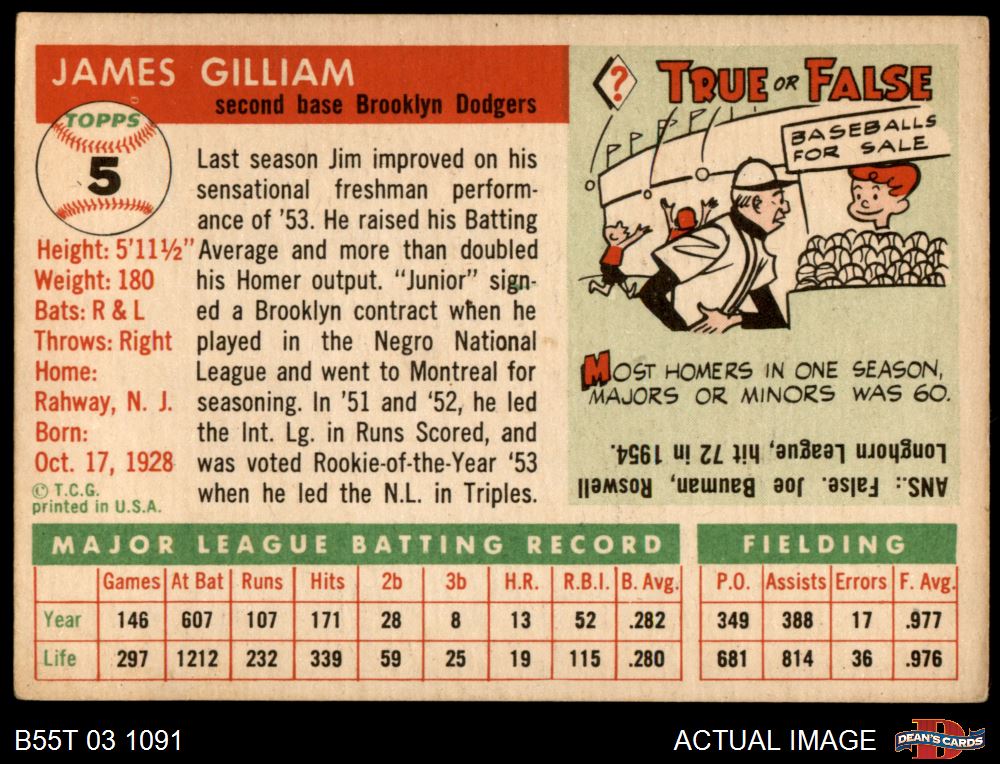 JAMES GILLIAM
second base Brooklyn Dodgers
TOPPS
5
Height: 5'11½"
Weight: 180
Bats: R & L
Throws: Right
Home:
Rahway, N. J.
Born:
Oct. 17, 1928
© T.C.G.
printed in U.S.A.
Last season Jim improved on his
sensational freshman perform-
ance of '53. He raised his Batting
Average and more than doubled
his Homer output. "Junior" sign-
ed a Brooklyn contract when he
played in the Negro National
League and went to Montreal for
seasoning. In '51 and '52, he led
the Int. Lg. in Runs Scored, and
was voted Rookie-of-the-Year '53
when he led the N.L. in Triples.
?
TRUE OR FALSE
BASEBALLS
FOR SALE
MOST HOMERS IN ONE SEASON,
MAJORS OR MINORS WAS 60.
ANS.: False. Joe Bauman, Roswell
Longhorn League, hit 72 in 1954.
MAJOR LEAGUE BATTING RECORD
Games At Bat Runs Hits 2b 3b H.R. R.B.I. B. Avg.
Year 146 607 107 171 28 8 13 52 .282
Life 297 1212 232 339 59 25 19 115 .280
FIELDING
P.O. Assists Errors F. Avg.
349 388 17 .977
681 814 36 .976
B55T 03 1091
ACTUAL IMAGE
DEAN'S CARDS